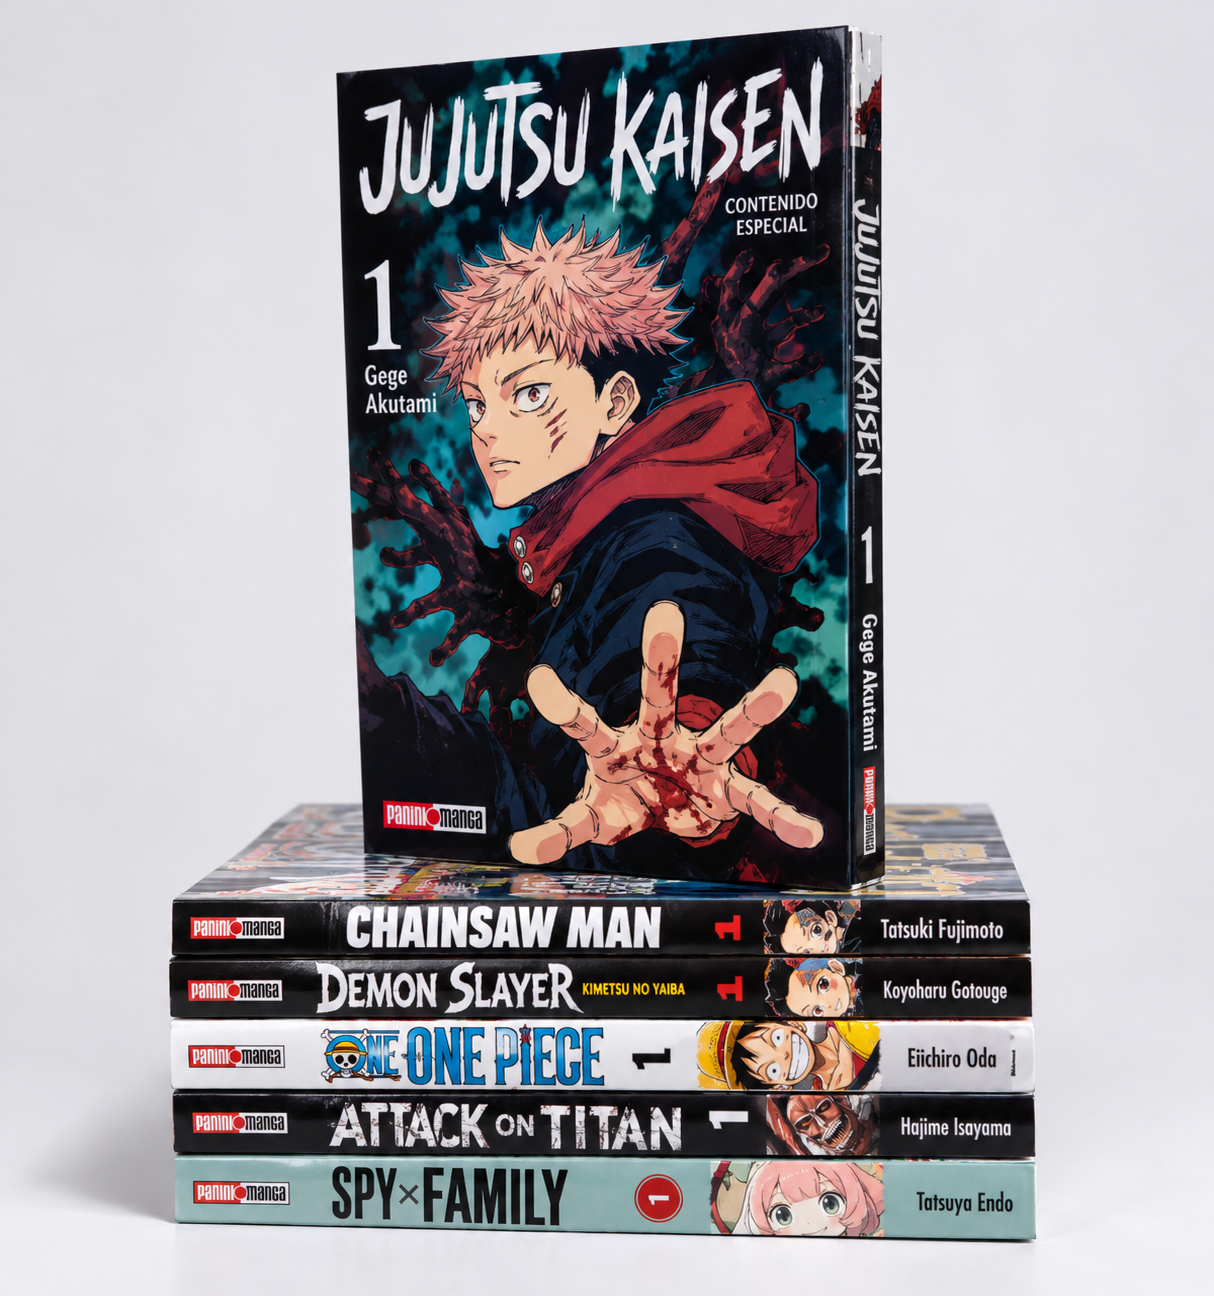 JUJUTSU KAISEN
CONTENIDO
ESPECIAL
1
Gege
Akutami
PANINI MANGA
JUJUTSU KAISEN 1 Gege Akutami PANINI MANGA
PANINI MANGA CHAINSAW MAN 1 Tatsuki Fujimoto
PANINI MANGA DEMON SLAYER KIMETSU NO YAIBA 1 Koyoharu Gotouge
PANINI MANGA ONE ONE PIECE 1 Eiichiro Oda
PANINI MANGA ATTACK ON TITAN 1 Hajime Isayama
PANINI MANGA SPY×FAMILY 1 Tatsuya Endo